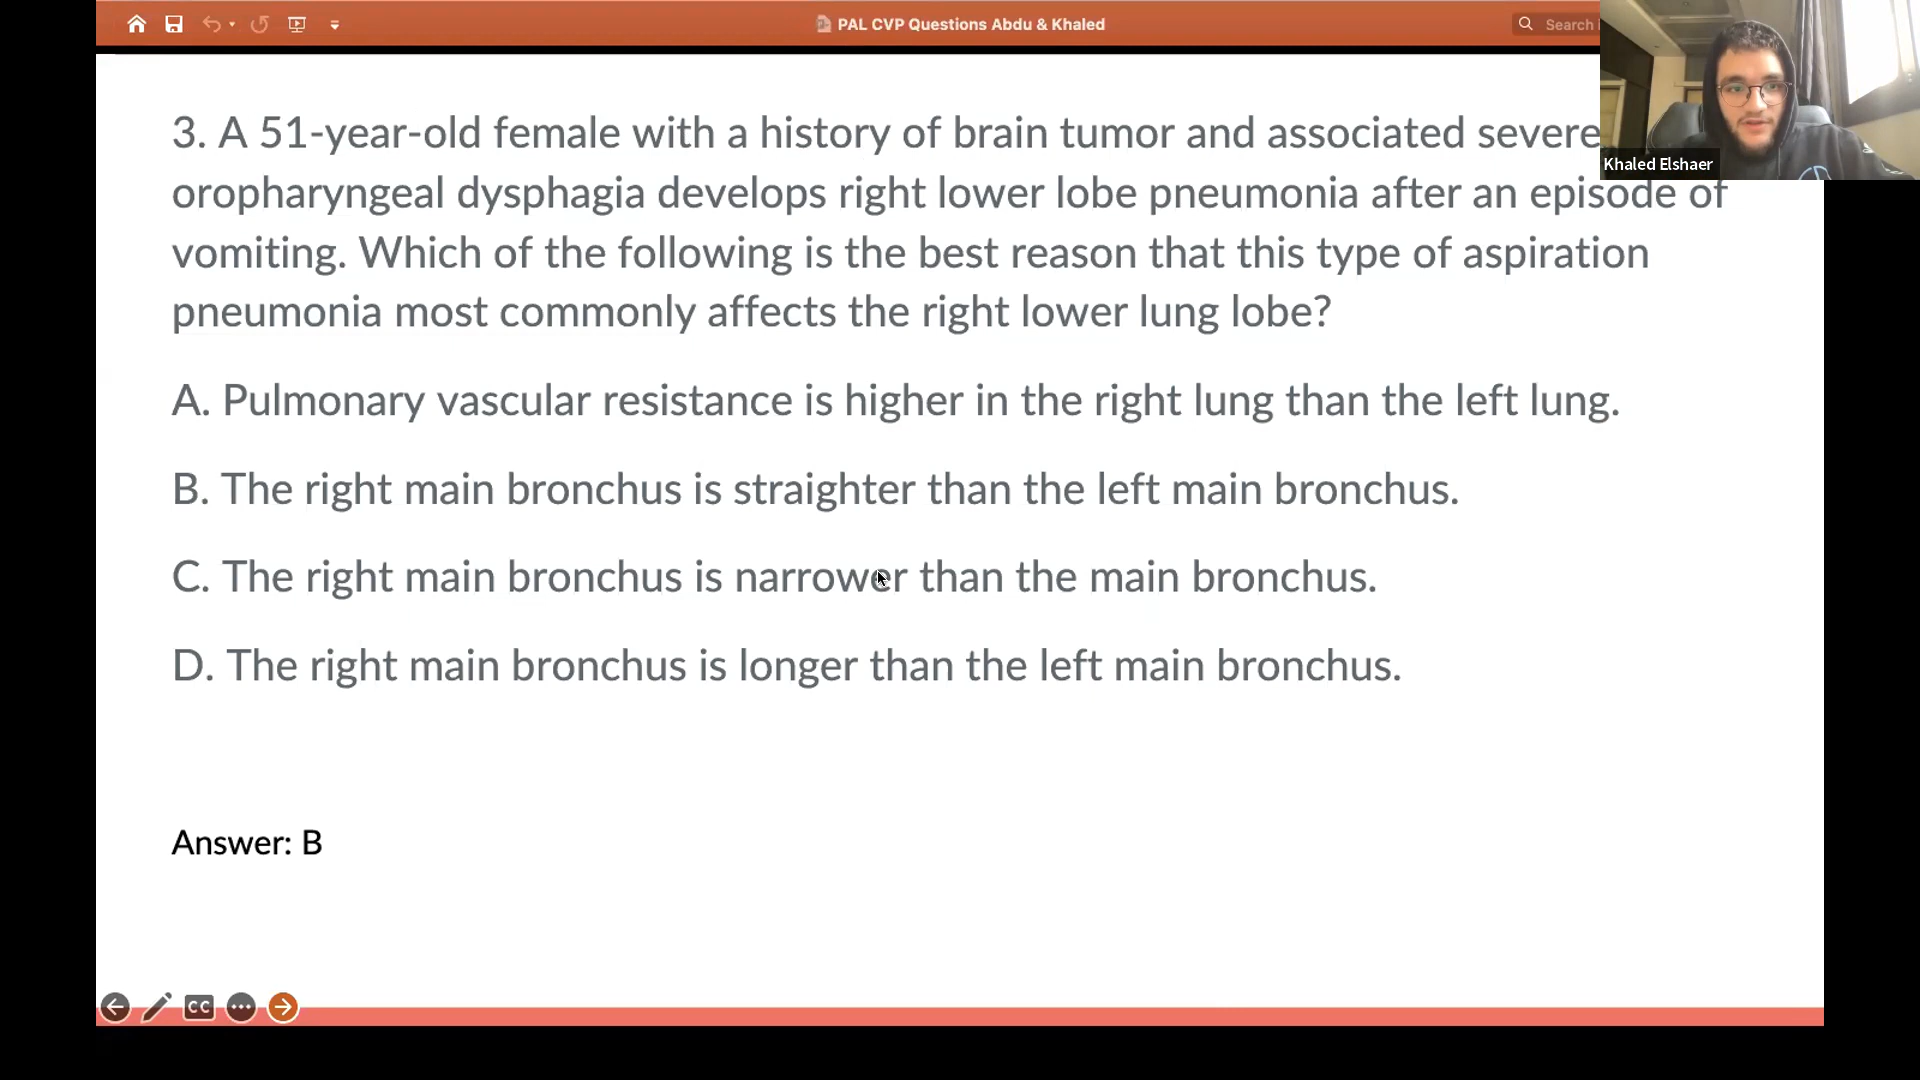 PAL CVP Questions Abdu & Khaled
Search
Khaled Elshaer
3. A 51-year-old female with a history of brain tumor and associated severe
oropharyngeal dysphagia develops right lower lobe pneumonia after an episode of
vomiting. Which of the following is the best reason that this type of aspiration
pneumonia most commonly affects the right lower lung lobe?
A. Pulmonary vascular resistance is higher in the right lung than the left lung.
B. The right main bronchus is straighter than the left main bronchus.
C. The right main bronchus is narrower than the main bronchus.
D. The right main bronchus is longer than the left main bronchus.
Answer: B
CC